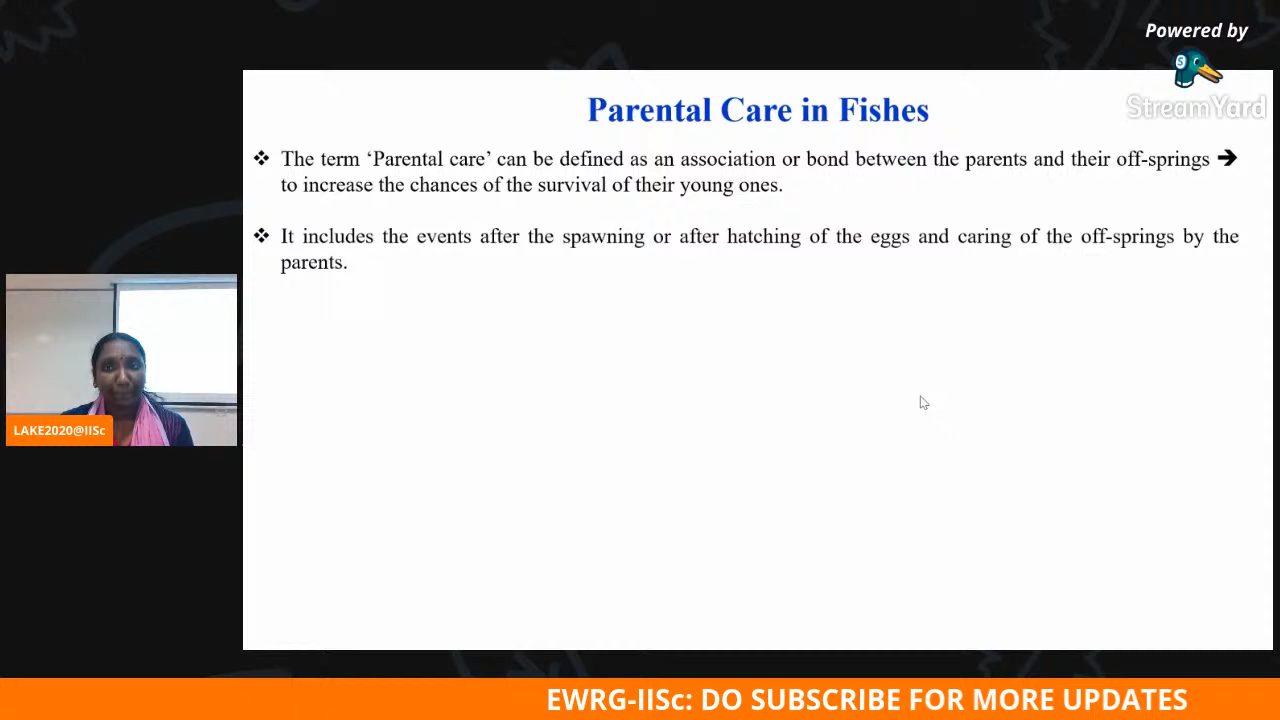 Powered by
StreamYard
Parental Care in Fishes
❖ The term ‘Parental care’ can be defined as an association or bond between the parents and their off-springs ➔
to increase the chances of the survival of their young ones.
❖ It includes the events after the spawning or after hatching of the eggs and caring of the off-springs by the
parents.
LAKE2020@IISc
EWRG-IISc: DO SUBSCRIBE FOR MORE UPDATES